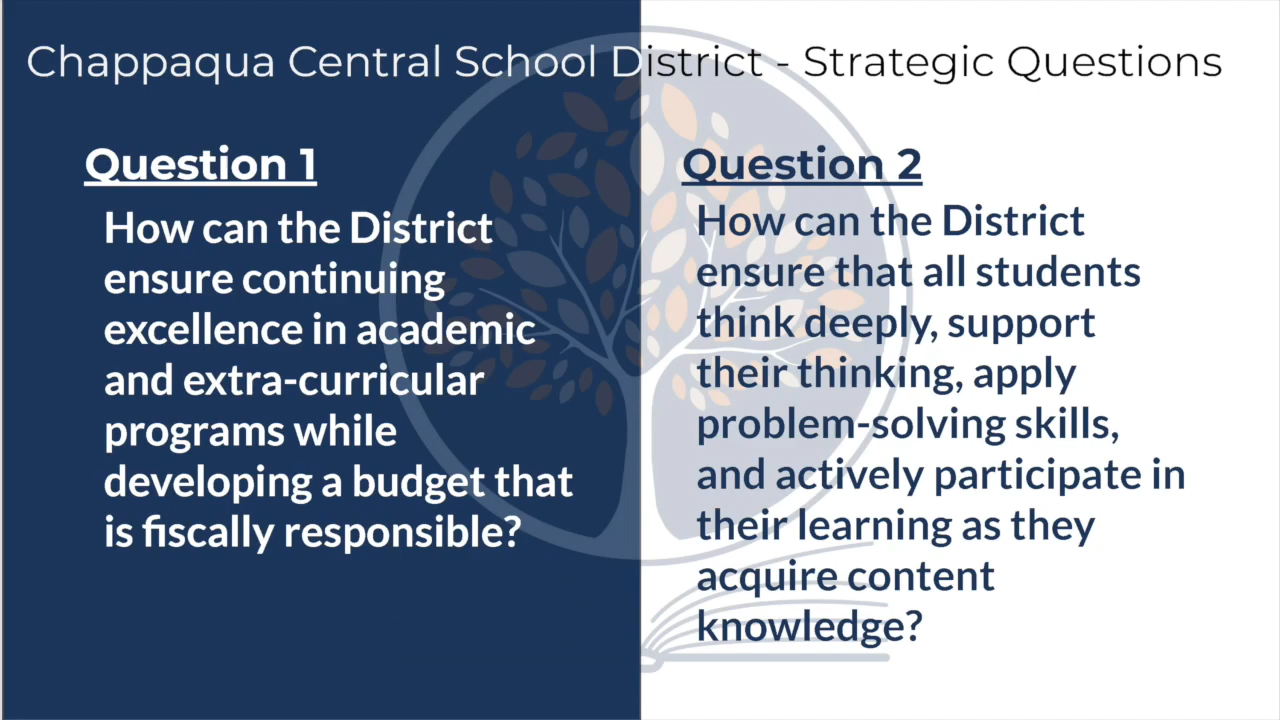 Chappaqua Central School District - Strategic Questions
Question 1
How can the District
ensure continuing
excellence in academic
and extra-curricular
programs while
developing a budget that
is fiscally responsible?
Question 2
How can the District
ensure that all students
think deeply, support
their thinking, apply
problem-solving skills,
and actively participate in
their learning as they
acquire content
knowledge?